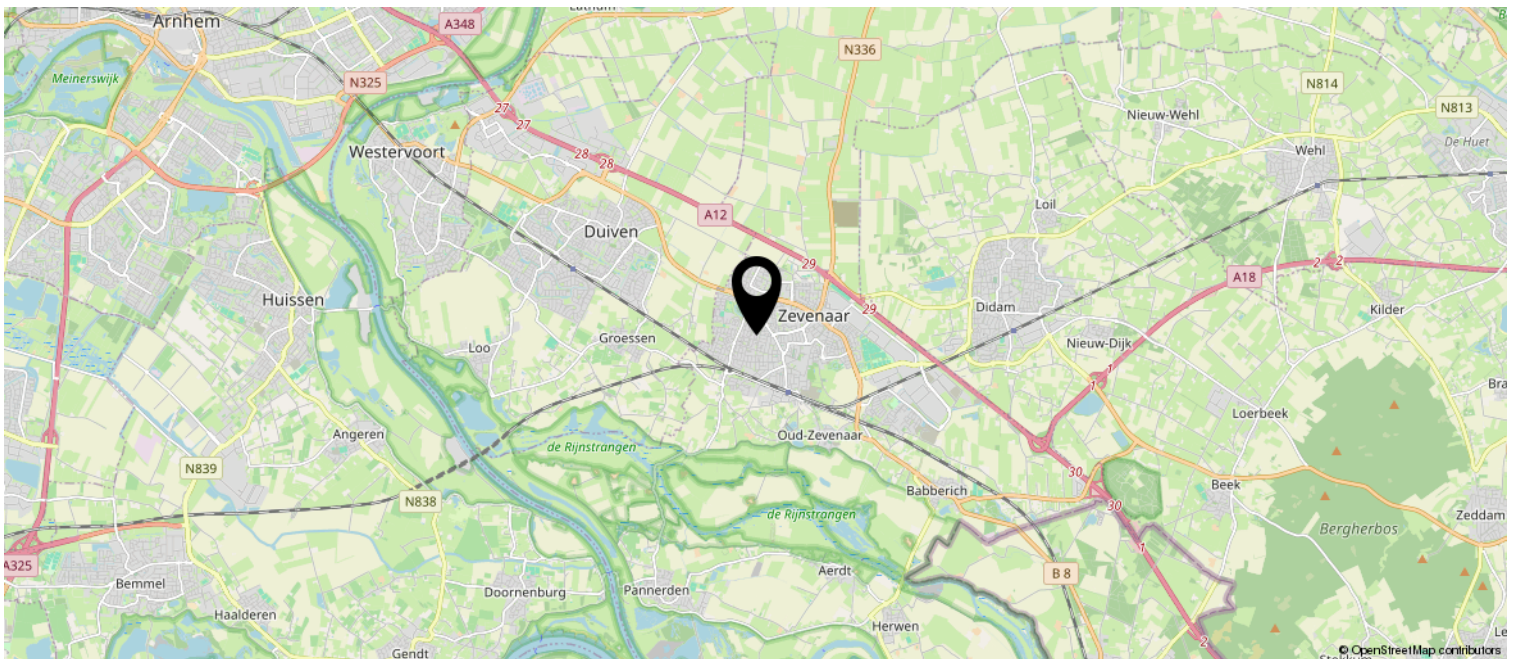 Lathum
Arnhem
A348
N336
Meinerswijk
N325
27
27
N814
N813
Nieuw-Wehl
De Huet
Westervoort
28
28
Wehl
Loil
A12
Duiven
29
2
2
A18
Huissen
29
Didam
Kilder
Zevenaar
Groessen
Loo
Nieuw-Dijk
1
1
Loerbeek
Angeren
Oud-Zevenaar
de Rijnstrangen
N839
30
Beek
Babberich
N838
30
de Rijnstrangen
Zeddam
Bergherbos
1
A325
Aerdt
B 8
Bemmel
Doornenburg
Pannerden
Haalderen
Herwen
2
Gendt
Stokkum
© OpenStreetMap contributors